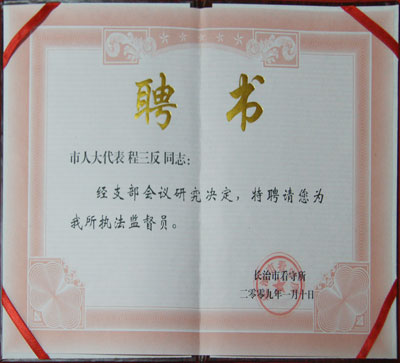 聘书
市人大代表 程三反 同志：
经支部会议研究决定，特聘请您为
我所执法监督员。
长治市看守所
二零零九年一月十日